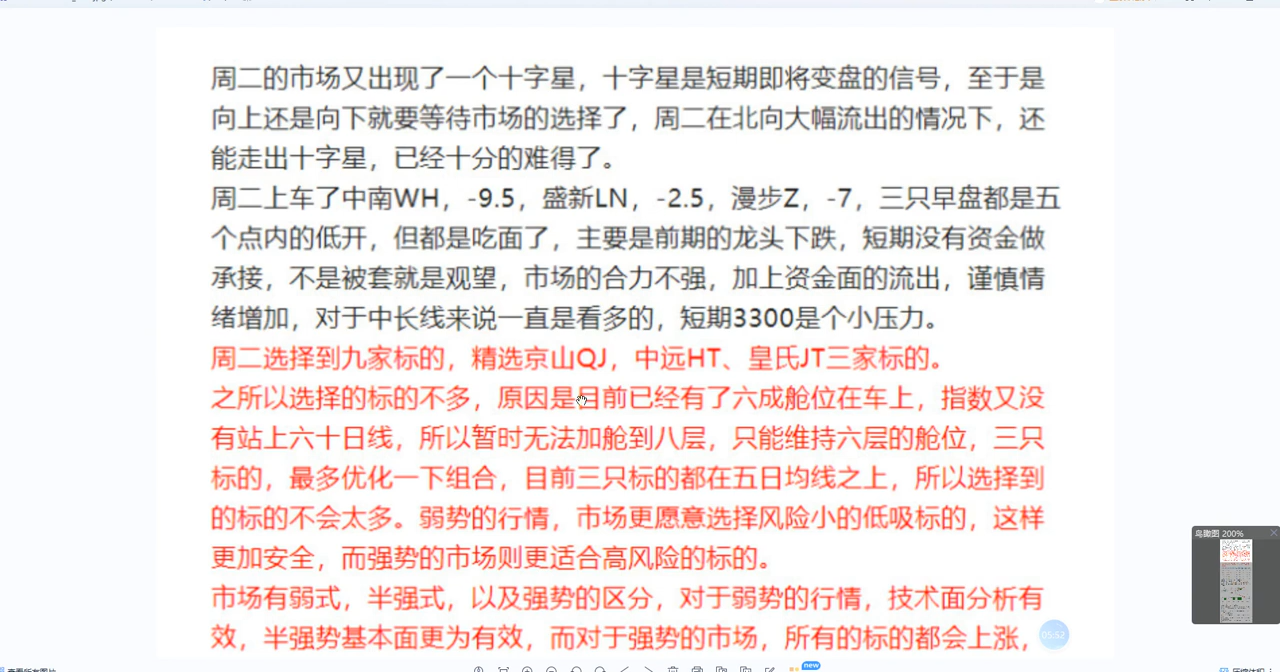 周二的市场又出现了一个十字星，十字星是短期即将变盘的信号，至于是
向上还是向下就要等待市场的选择了，周二在北向大幅流出的情况下，还
能走出十字星，已经十分的难得了。
周二上车了中南WH，-9.5，盛新LN，-2.5，漫步Z，-7，三只早盘都是五
个点内的低开，但都是吃面了，主要是前期的龙头下跌，短期没有资金做
承接，不是被套就是观望，市场的合力不强，加上资金面的流出，谨慎情
绪增加，对于中长线来说一直是看多的，短期3300是个小压力。
周二选择到九家标的，精选京山QJ，中远HT、皇氏JT三家标的。
之所以选择的标的不多，原因是目前已经有了六成舱位在车上，指数又没
有站上六十日线，所以暂时无法加舱到八层，只能维持六层的舱位，三只
标的，最多优化一下组合，目前三只标的都在五日均线之上，所以选择到
的标的不会太多。弱势的行情，市场更愿意选择风险小的低吸标的，这样
更加安全，而强势的市场则更适合高风险的标的。
市场有弱式，半强式，以及强势的区分，对于弱势的行情，技术面分析有
效，半强势基本面更为有效，而对于强势的市场，所有的标的都会上涨，
05:52
鸟瞰图 200%
new